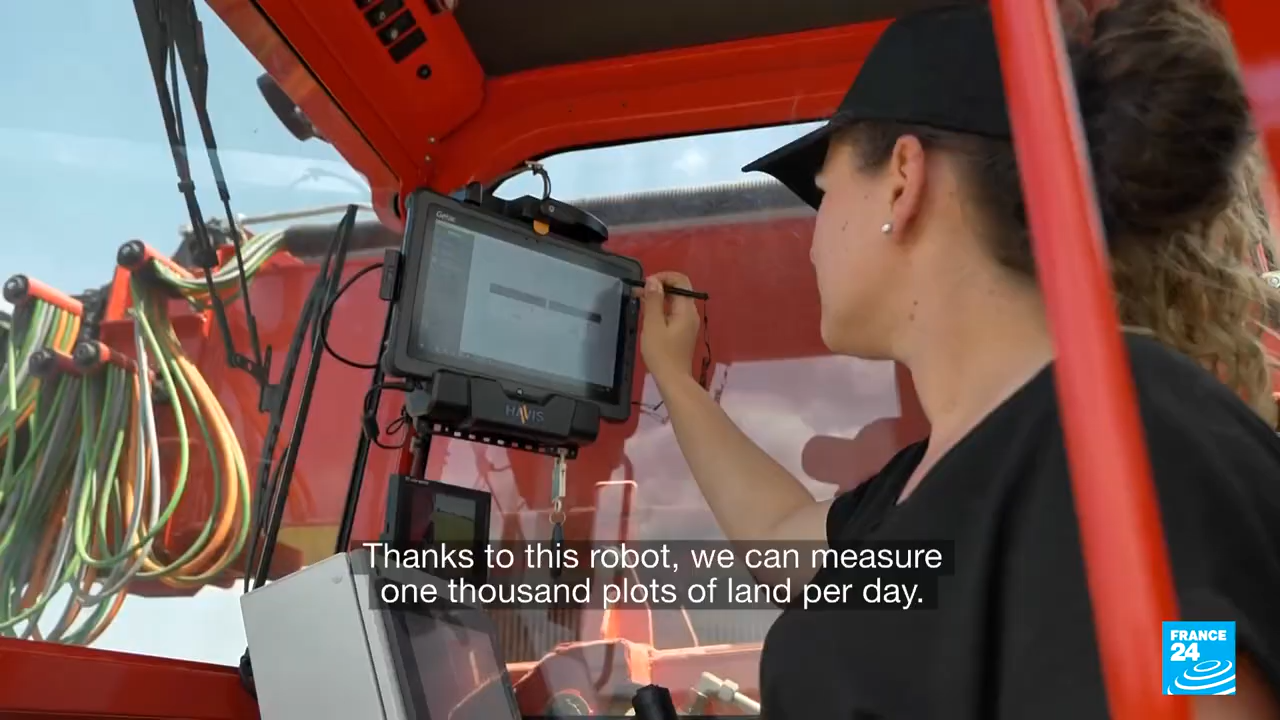 Getac
HAVIS
Thanks to this robot, we can measure
one thousand plots of land per day.
FRANCE
24